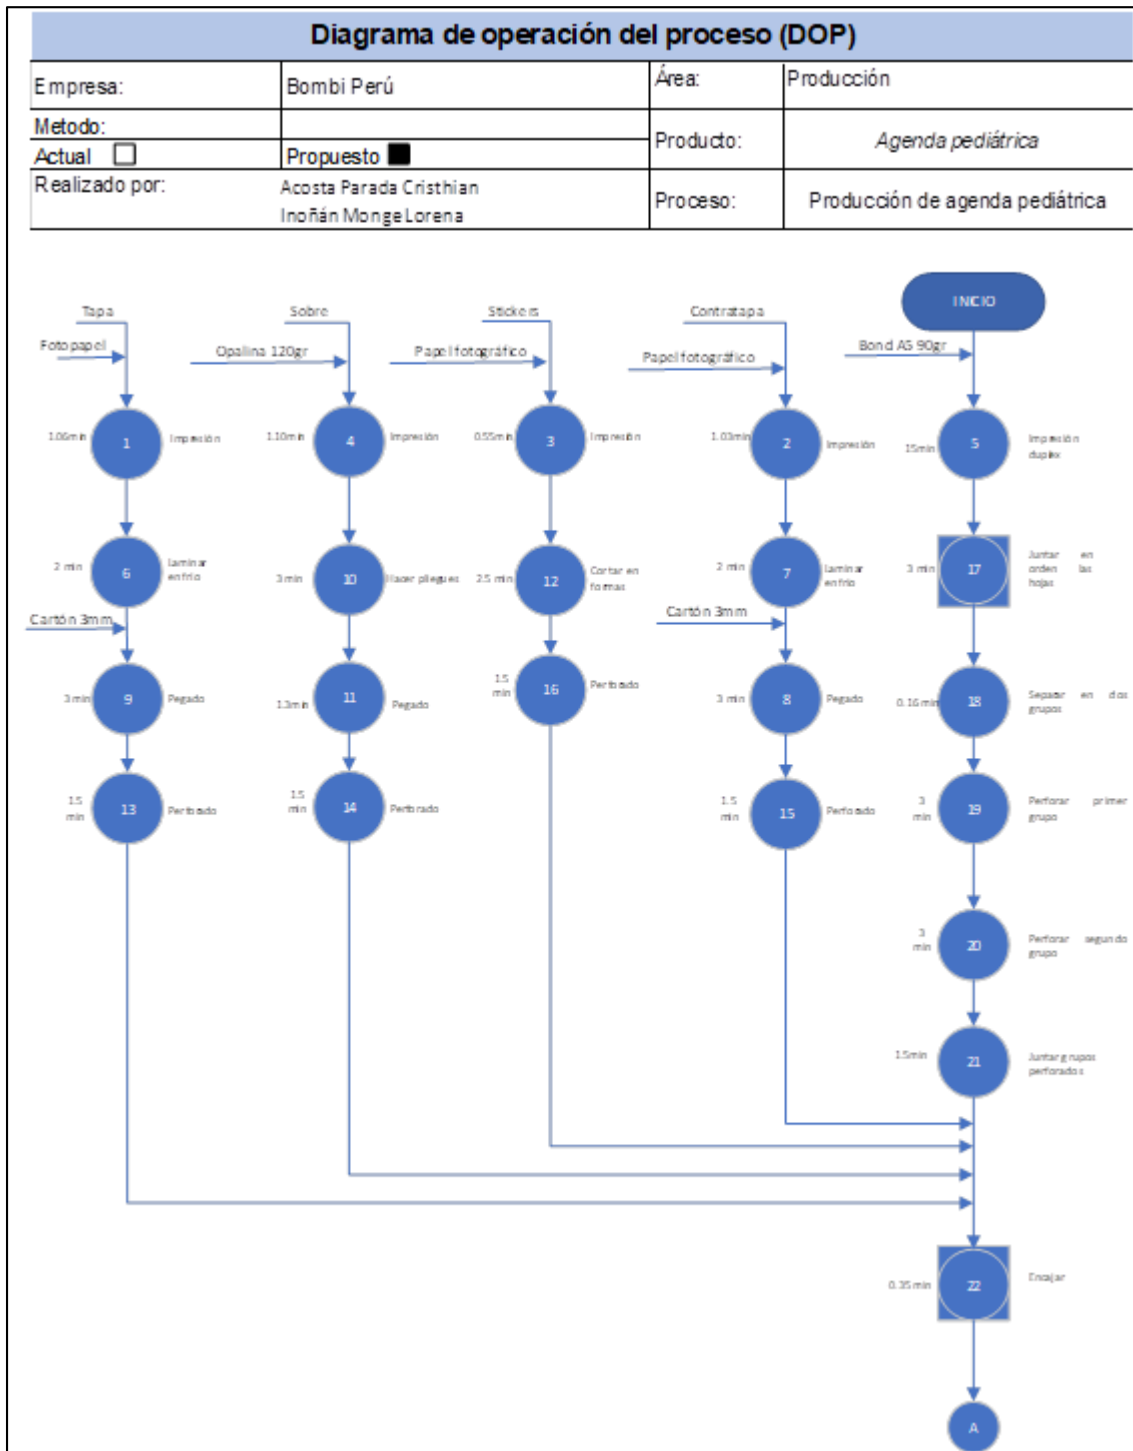 Diagrama de operación del proceso (DOP)
Empresa:
Bombi Perú
Área:
Producción
Metodo:
Actual
Propuesto
Producto:
Agenda pediátrica
Realizado por:
Acosta Parada Cristhian
Inoñán Monge Lorena
Proceso:
Producción de agenda pediátrica
INICIO
Tapa
Sobre
Stickers
Contratapa
Fotopapel
Opalina 120gr
Papel fotográfico
Papel fotográfico
Bond A5 90gr
1.06min
1
Impresión
1.10min
4
Impresión
0.55min
3
Impresión
1.03min
2
Impresión
15min
5
Impresión
duplex
2 min
6
Laminar
en frio
3 min
10
Hacer pliegues
2.5 min
12
Cortar en
formas
2 min
7
Laminar
en frio
3 min
17
Juntar en
orden las
hojas
Cartón 3mm
Cartón 3mm
3 min
9
Pegado
1.3min
11
Pegado
1.5
min
16
Perforado
3 min
8
Pegado
0.16min
18
Separar en dos
grupos
1.5
min
13
Perforado
1.5
min
14
Perforado
1.5
min
15
Perforado
3
min
19
Perforar primer
grupo
3
min
20
Perforar segundo
grupo
1.5min
21
Juntar grupos
perforados
0.35min
22
Encajar
A